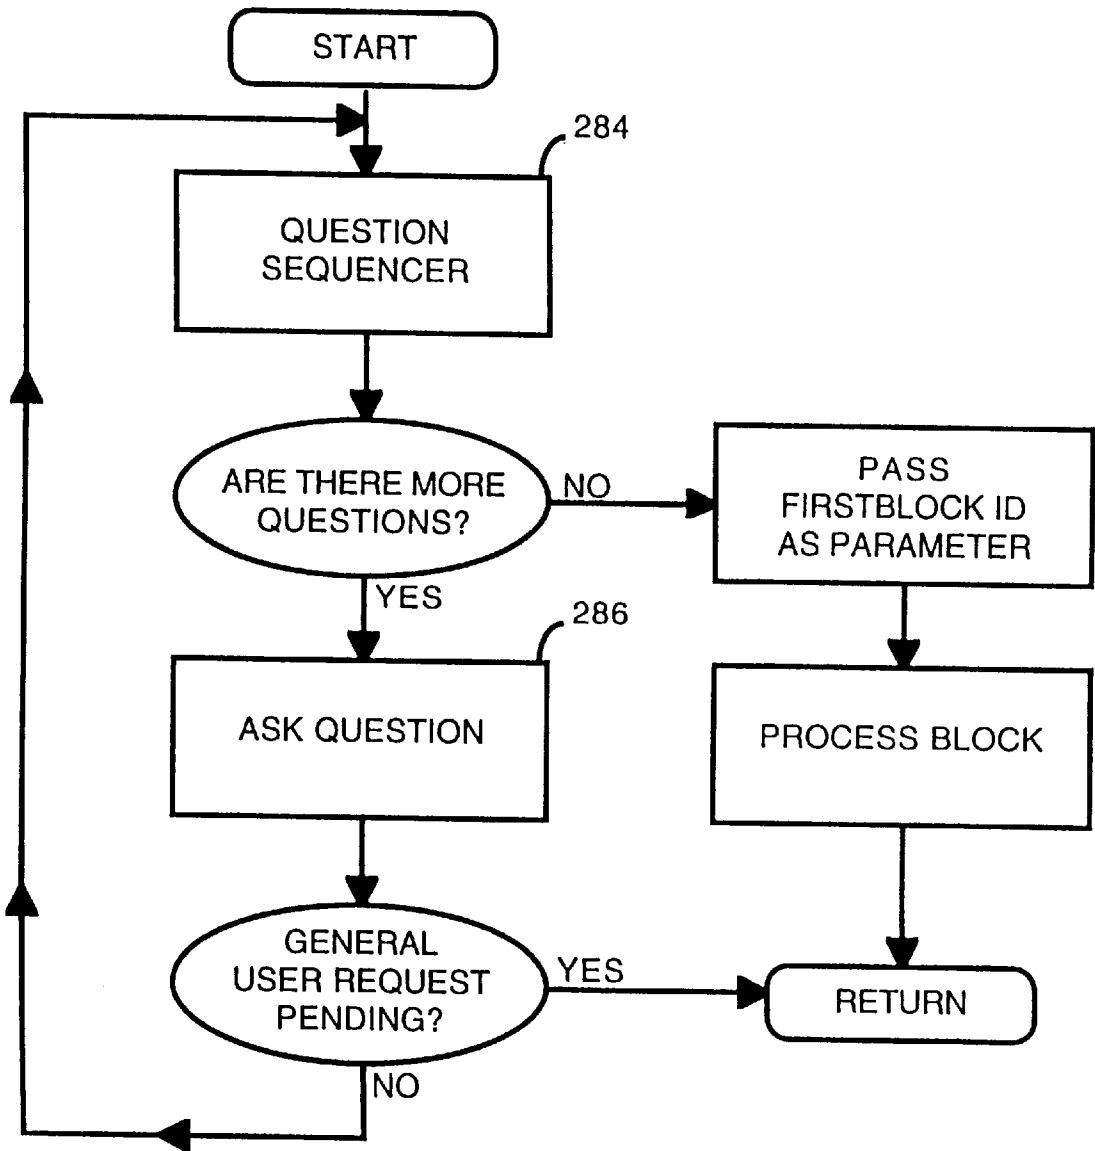 START
284
QUESTION
SEQUENCER
ARE THERE MORE
QUESTIONS?
NO
PASS
FIRSTBLOCK ID
AS PARAMETER
YES
286
ASK QUESTION
PROCESS BLOCK
GENERAL
USER REQUEST
PENDING?
YES
RETURN
NO